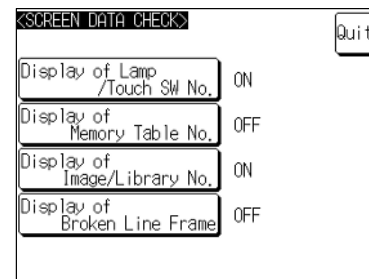 <SCREEN DATA CHECK>
Quit
Display of Lamp
/Touch SW No.
ON
Display of
Memory Table No.
OFF
Display of
Image/Library No.
ON
Display of
Broken Line Frame
OFF